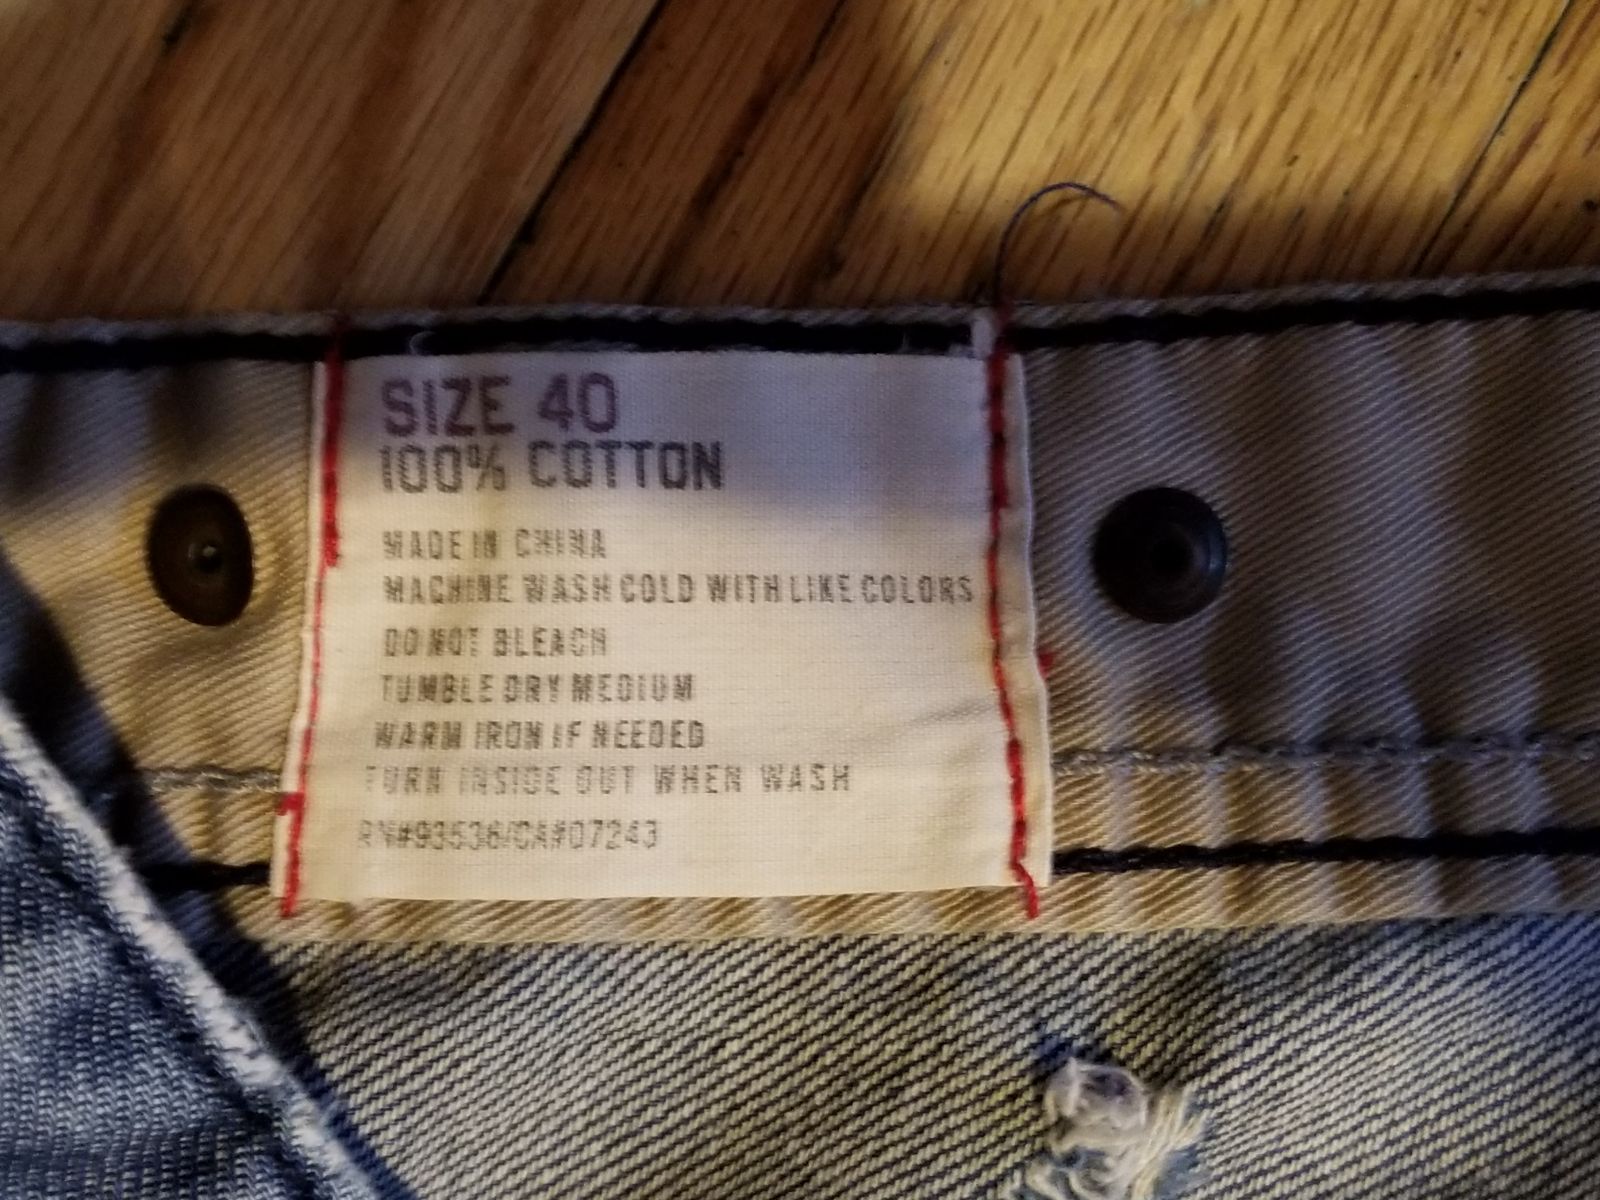 SIZE 40
100% COTTON
MADE IN CHINA
MACHINE WASH COLD WITH LIKE COLORS
DO NOT BLEACH
TUMBLE DRY MEDIUM
WARM IRON IF NEEDED
TURN INSIDE OUT WHEN WASH
RN#93536/CA#07243